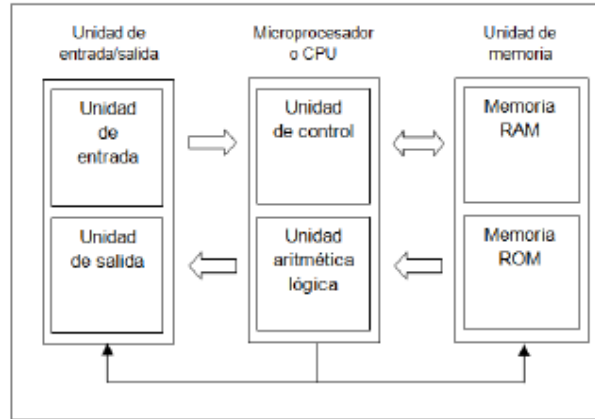 Unidad de
entrada/salida
Microprocesador
o CPU
Unidad de
memoria
Unidad
de
entrada
Unidad
de control
Memoria
RAM
Unidad
de salida
Unidad
aritmética
lógica
Memoria
ROM